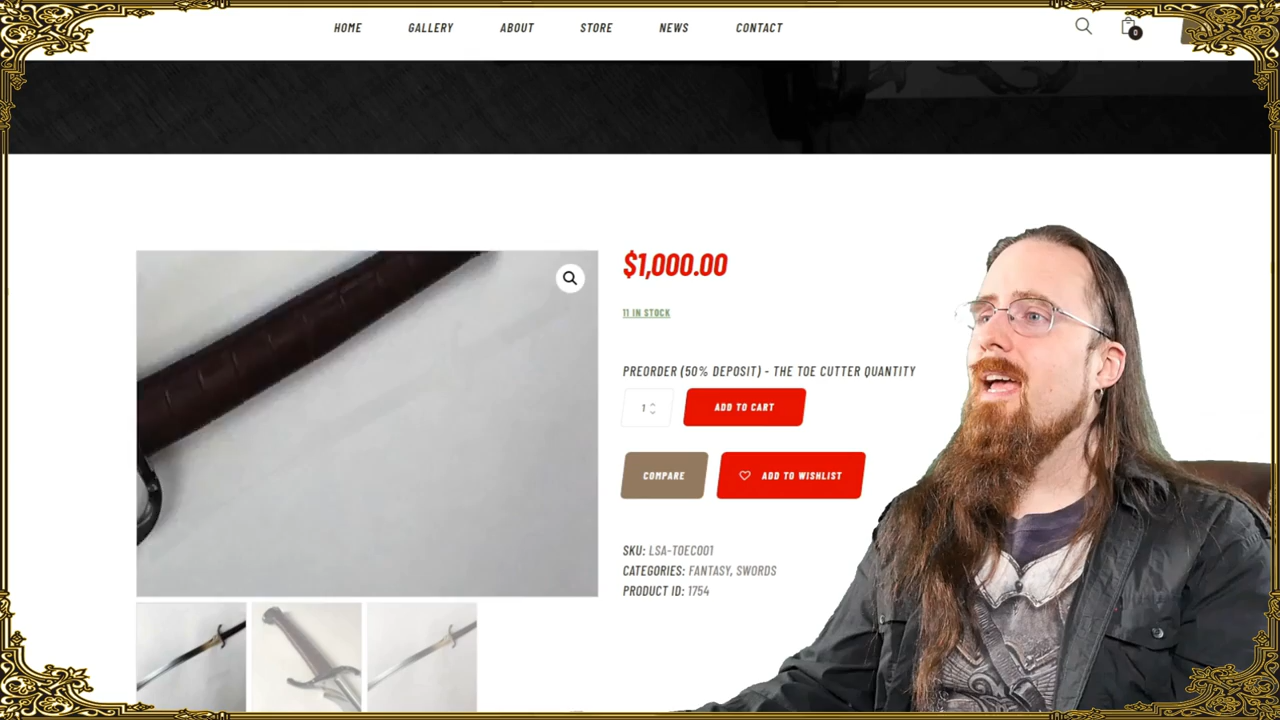 HOME GALLERY ABOUT STORE NEWS CONTACT
0
$1,000.00
11 IN STOCK
PREORDER (50% DEPOSIT) - THE TOE CUTTER QUANTITY
1 ADD TO CART
COMPARE ADD TO WISHLIST
SKU: LSA-TOEC001
CATEGORIES: FANTASY, SWORDS
PRODUCT ID: 1754